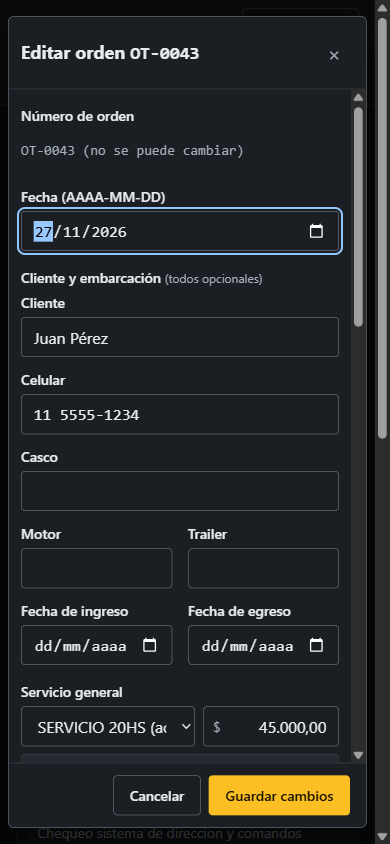 Editar orden OT-0043 ×
Número de orden
OT-0043 (no se puede cambiar)
Fecha (AAAA-MM-DD)
27/11/2026
Cliente y embarcación (todos opcionales)
Cliente
Juan Pérez
Celular
11 5555-1234
Casco
Motor Trailer
Fecha de ingreso Fecha de egreso
dd/mm/aaaa dd/mm/aaaa
Servicio general
SERVICIO 20HS (ac $ 45.000,00
Cancelar Guardar cambios
Chequeo sistema de direccion y comandos